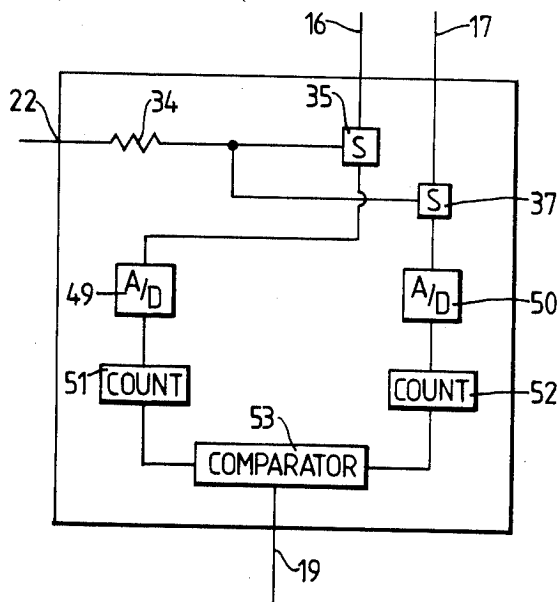 16
17
22
34
35
S
S
37
49
A/D
A/D
50
51
COUNT
COUNT
52
53
COMPARATOR
19